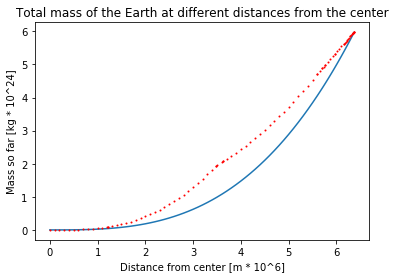 Total mass of the Earth at different distances from the center
Mass so far [kg * 10^24]
6
5
4
3
2
1
0
0 1 2 3 4 5 6
Distance from center [m * 10^6]